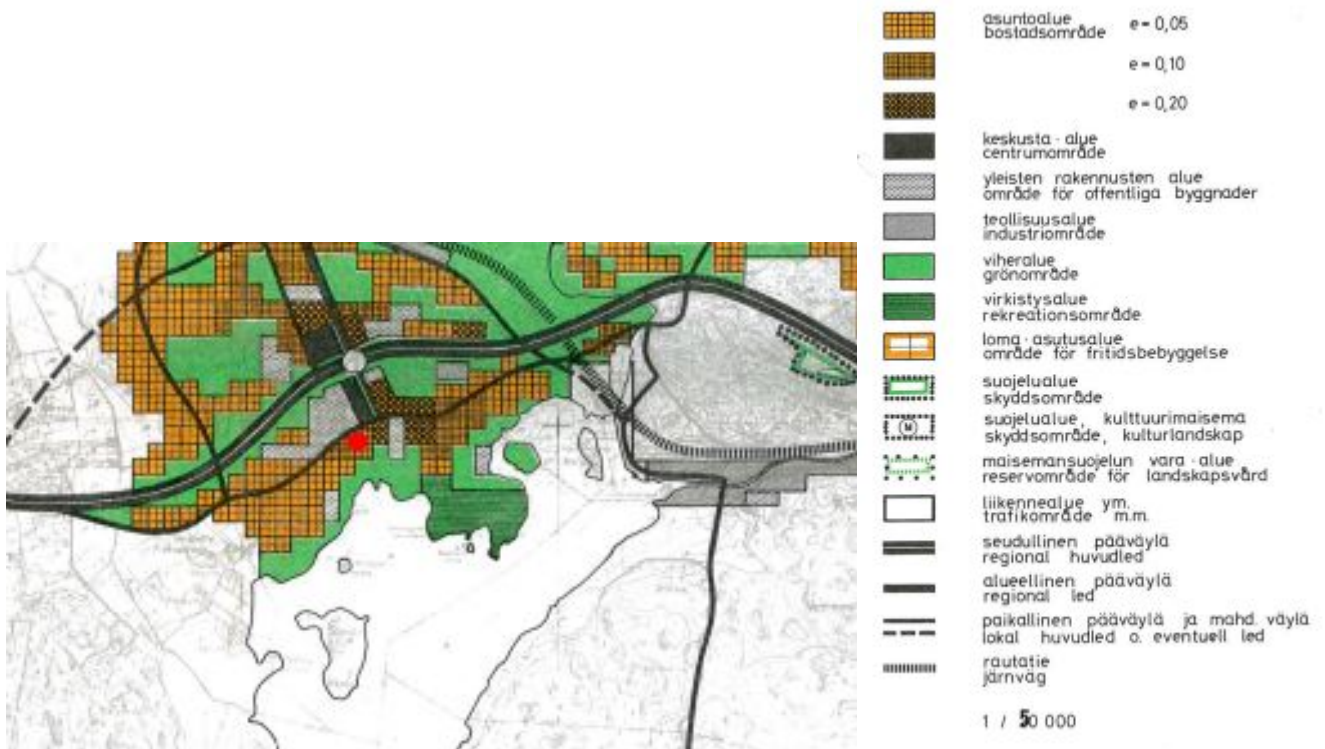 asuntoalue
bostadsområde e = 0,05
e = 0,10
e = 0,20
keskusta-alue
centrumområde
yleisten rakennusten alue
område för offentliga byggnader
teollisuusalue
industriområde
viheralue
grönområde
virkistysalue
rekreationsområde
loma-asutusalue
område för fritidsbebyggelse
suojelualue
skyddsområde
M
suojelualue, kulttuurimaisema
skyddsområde, kulturlandskap
maisemansuojelun vara-alue
reservområde för landskapsvård
liikennealue ym.
trafikområde m.m.
seudullinen pääväylä
regional huvudled
alueellinen pääväylä
regional led
paikallinen pääväylä ja mahd. väylä
lokal huvudled o. eventuell led
rautatie
järnväg
1 / 50 000